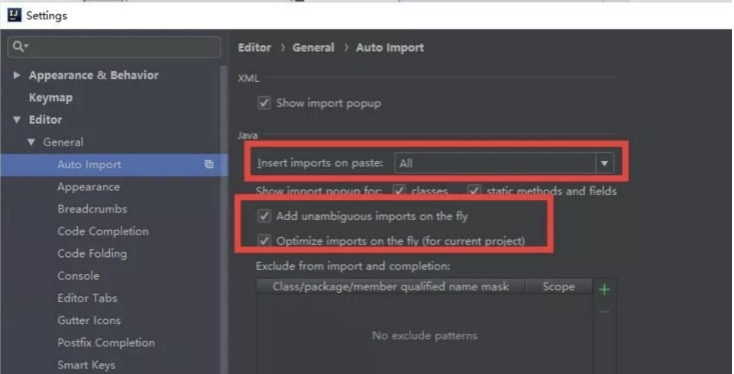 Settings
Editor > General > Auto Import
Appearance & Behavior
Keymap
Editor
General
Auto Import
Appearance
Breadcrumbs
Code Completion
Code Folding
Console
Editor Tabs
Gutter Icons
Postfix Completion
Smart Keys
XML
Show import popup
Java
Insert imports on paste: All
Show import popup for: classes static methods and fields
Add unambiguous imports on the fly
Optimize imports on the fly (for current project)
Exclude from import and completion:
Class/package/member qualified name mask Scope
No exclude patterns